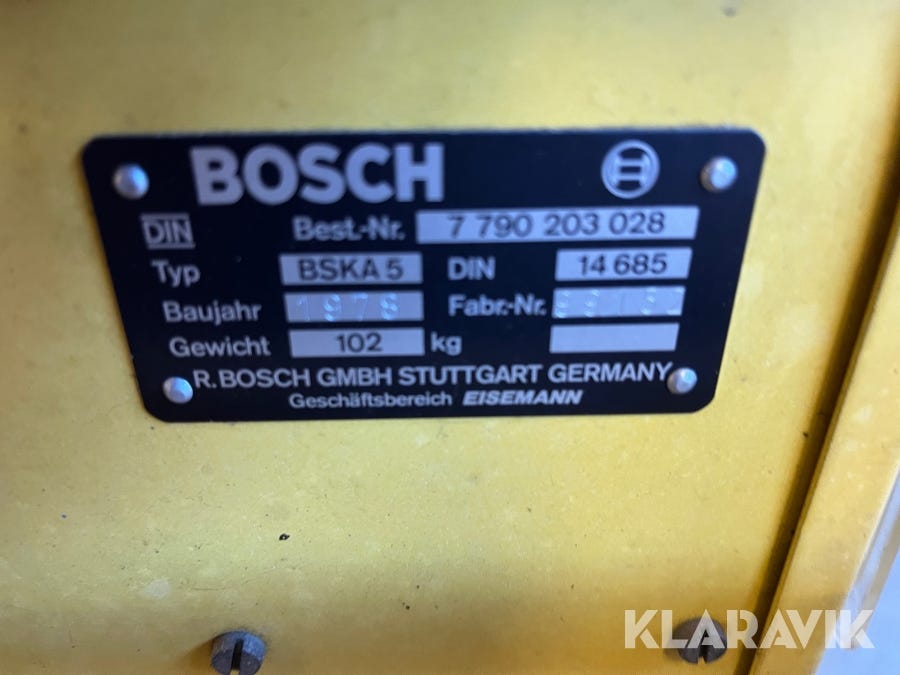 BOSCH
DIN Best.-Nr. 7 790 203 028
Typ BSKA 5 DIN 14 685
Baujahr 1978 Fabr.-Nr.
Gewicht 102 kg
R. BOSCH GMBH STUTTGART GERMANY
Geschäftsbereich EISEMANN
KLARAVIK